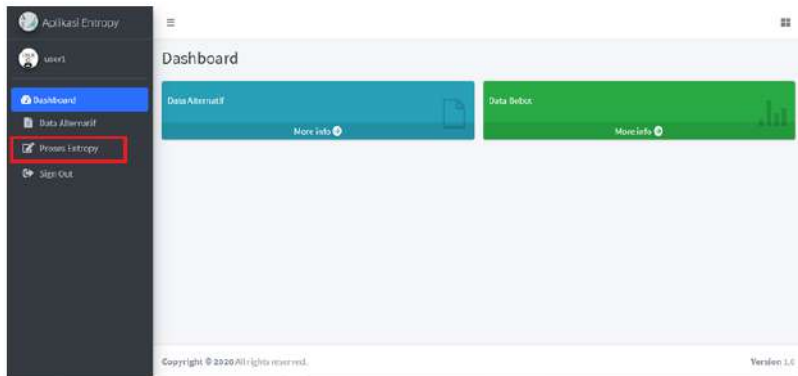 Aplikasi Entropy
user1
Dashboard
Data Alternatif
Proses Entropy
Sign Out
Dashboard
Data Alternatif
More info
Data Bobot
More info
Copyright © 2020 All rights reserved.
Version 1.0